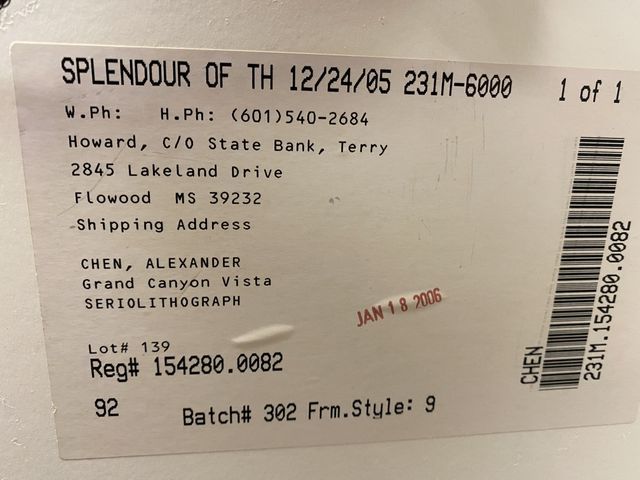 SPLENDOUR OF TH 12/24/05 231M-6000 1 of 1
W.Ph: H.Ph: (601)540-2684
Howard, C/O State Bank, Terry
2845 Lakeland Drive
Flowood MS 39232
Shipping Address
CHEN, ALEXANDER
Grand Canyon Vista
SERIOLITHOGRAPH
JAN 18 2006
Lot# 139
Reg# 154280.0082
92 Batch# 302 Frm.Style: 9
CHEN
231M.154280.0082